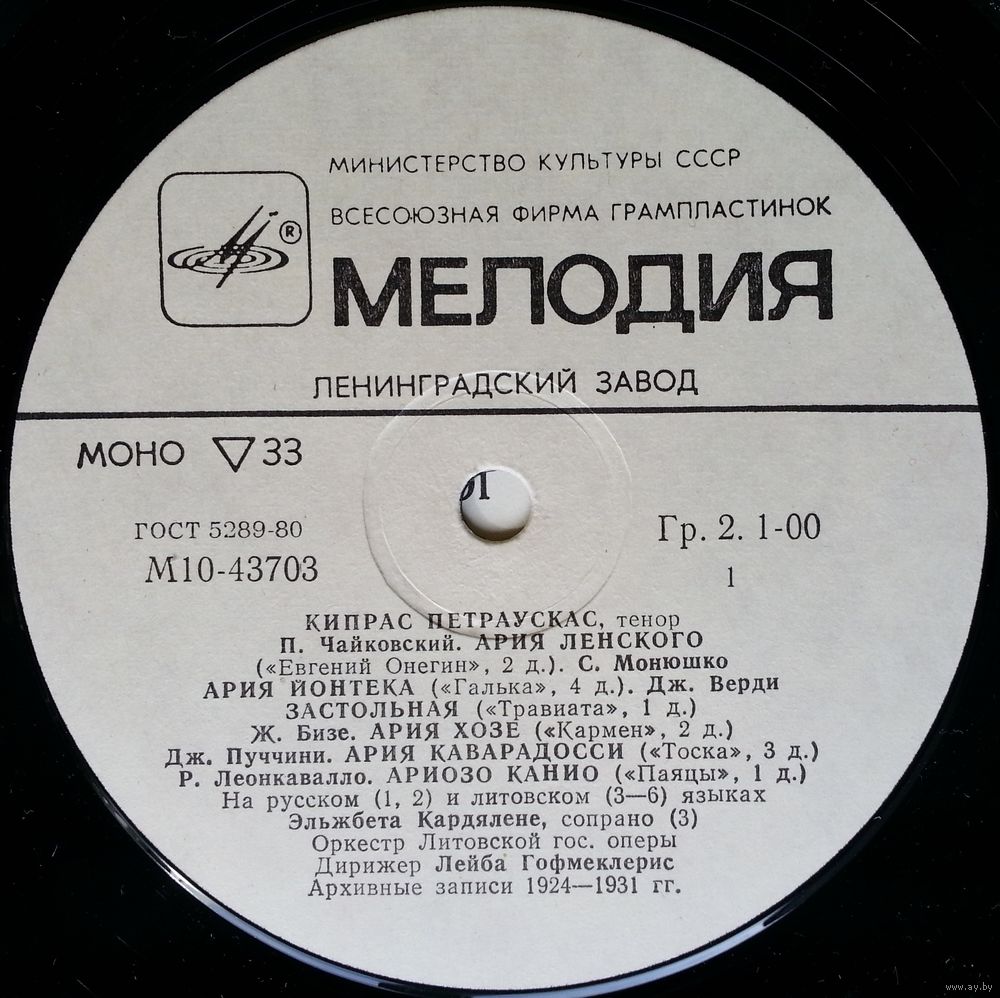 МИНИСТЕРСТВО КУЛЬТУРЫ СССР
ВСЕСОЮЗНАЯ ФИРМА ГРАМПЛАСТИНОК
®
МЕЛОДИЯ
ЛЕНИНГРАДСКИЙ ЗАВОД
МОНО ▽33
ГОСТ 5289-80
Гр. 2. 1-00
М10-43703
1
КИПРАС ПЕТРАУСКАС, тенор
П. Чайковский. АРИЯ ЛЕНСКОГО
(«Евгений Онегин», 2 д.). С. Монюшко
АРИЯ ЙОНТЕКА («Галька», 4 д.). Дж. Верди
ЗАСТОЛЬНАЯ («Травиата», 1 д.)
Ж. Бизе. АРИЯ ХОЗЕ («Кармен», 2 д.)
Дж. Пуччини. АРИЯ КАВАРАДОССИ («Тоска», 3 д.)
Р. Леонкавалло. АРИОЗО КАНИО («Паяцы», 1 д.)
На русском (1, 2) и литовском (3—6) языках
Эльжбета Кардялене, сопрано (3)
Оркестр Литовской гос. оперы
Дирижер Лейба Гофмеклерис
Архивные записи 1924—1931 гг.
www.ay.by